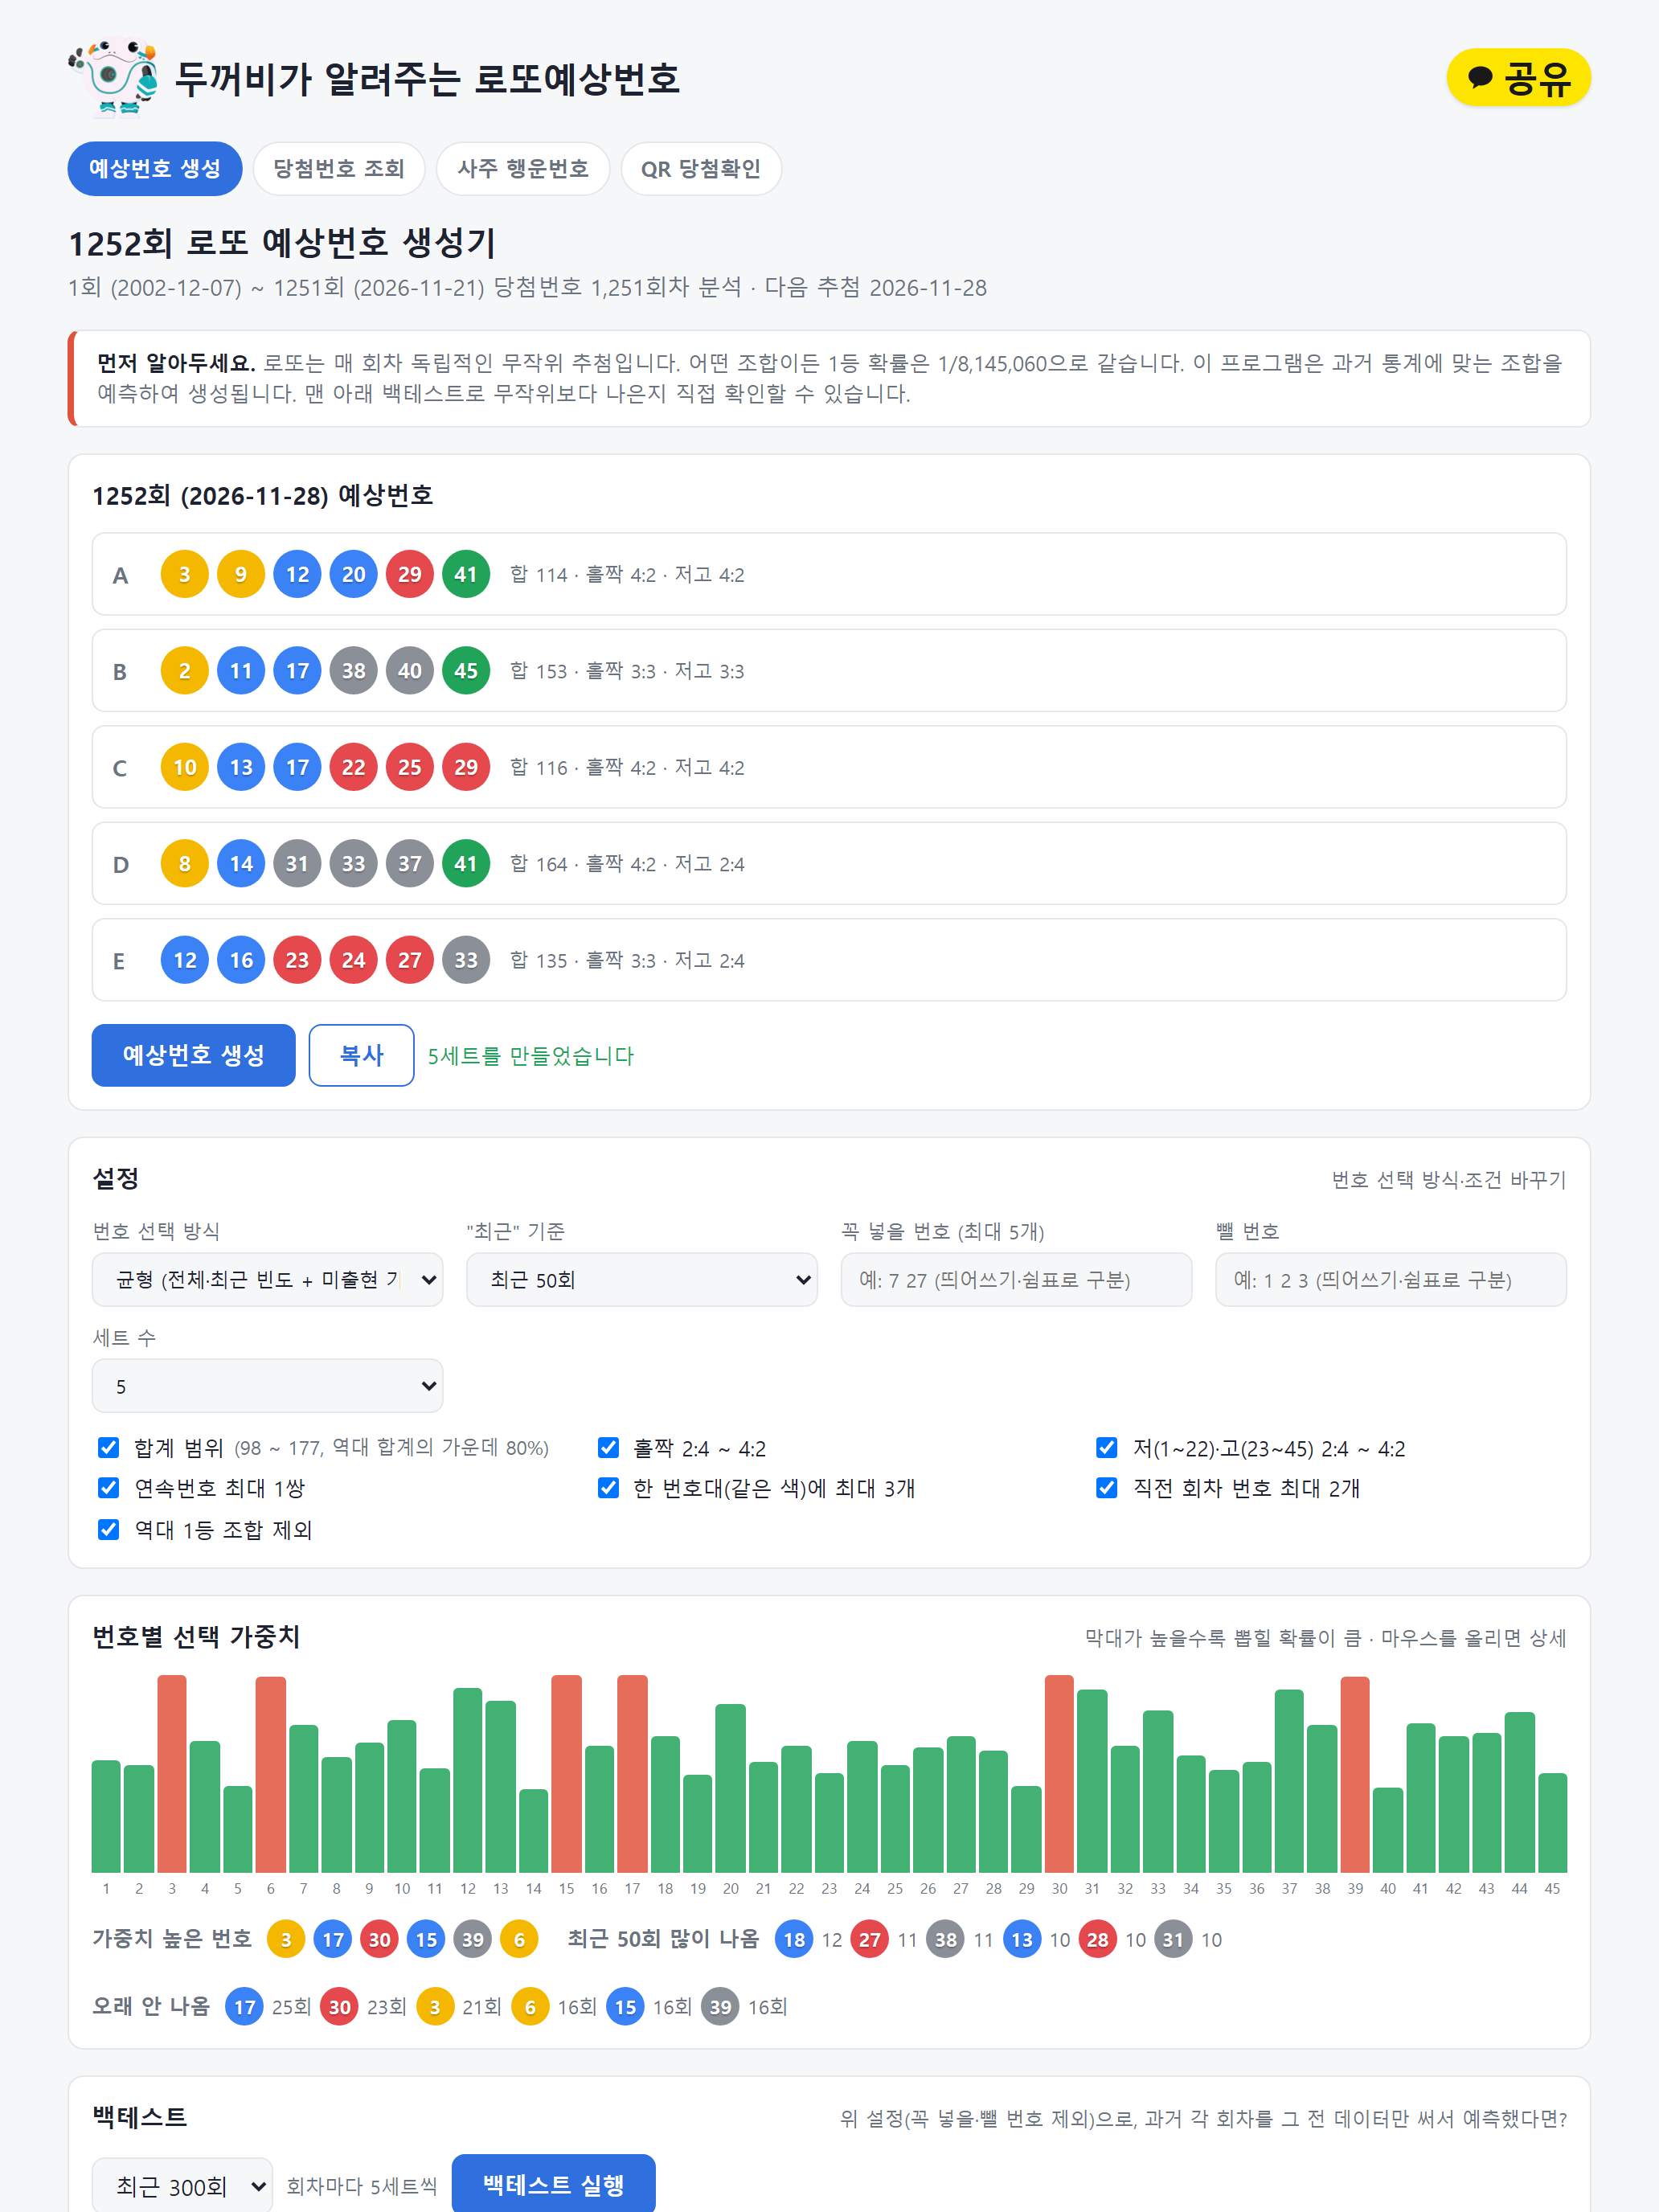 두꺼비가 알려주는 로또예상번호
공유
예상번호 생성 당첨번호 조회 사주 행운번호 QR 당첨확인
1252회 로또 예상번호 생성기
1회 (2002-12-07) ~ 1251회 (2026-11-21) 당첨번호 1,251회차 분석 · 다음 추첨 2026-11-28
먼저 알아두세요. 로또는 매 회차 독립적인 무작위 추첨입니다. 어떤 조합이든 1등 확률은 1/8,145,060으로 같습니다. 이 프로그램은 과거 통계에 맞는 조합을
예측하여 생성됩니다. 맨 아래 백테스트로 무작위보다 나은지 직접 확인할 수 있습니다.
1252회 (2026-11-28) 예상번호
A 3 9 12 20 29 41 합 114 · 홀짝 4:2 · 저고 4:2
B 2 11 17 38 40 45 합 153 · 홀짝 3:3 · 저고 3:3
C 10 13 17 22 25 29 합 116 · 홀짝 4:2 · 저고 4:2
D 8 14 31 33 37 41 합 164 · 홀짝 4:2 · 저고 2:4
E 12 16 23 24 27 33 합 135 · 홀짝 3:3 · 저고 2:4
예상번호 생성 복사 5세트를 만들었습니다
설정 번호 선택 방식·조건 바꾸기
번호 선택 방식 "최근" 기준 꼭 넣을 번호 (최대 5개) 뺄 번호
균형 (전체·최근 빈도 + 미출현 최근 50회 예: 7 27 (띄어쓰기·쉼표로 구분) 예: 1 2 3 (띄어쓰기·쉼표로 구분)
세트 수
5
합계 범위 (98 ~ 177, 역대 합계의 가운데 80%) 홀짝 2:4 ~ 4:2 저(1~22)·고(23~45) 2:4 ~ 4:2
연속번호 최대 1쌍 한 번호대(같은 색)에 최대 3개 직전 회차 번호 최대 2개
역대 1등 조합 제외
번호별 선택 가중치 막대가 높을수록 뽑힐 확률이 큼 · 마우스를 올리면 상세
1 2 3 4 5 6 7 8 9 10 11 12 13 14 15 16 17 18 19 20 21 22 23 24 25 26 27 28 29 30 31 32 33 34 35 36 37 38 39 40 41 42 43 44 45
가중치 높은 번호 3 17 30 15 39 6 최근 50회 많이 나옴 18 12 27 11 38 11 13 10 28 10 31 10
오래 안 나옴 17 25회 30 23회 3 21회 6 16회 15 16회 39 16회
백테스트 위 설정(꼭 넣을·뺄 번호 제외)으로, 과거 각 회차를 그 전 데이터만 써서 예측했다면?
최근 300회 회차마다 5세트씩 백테스트 실행